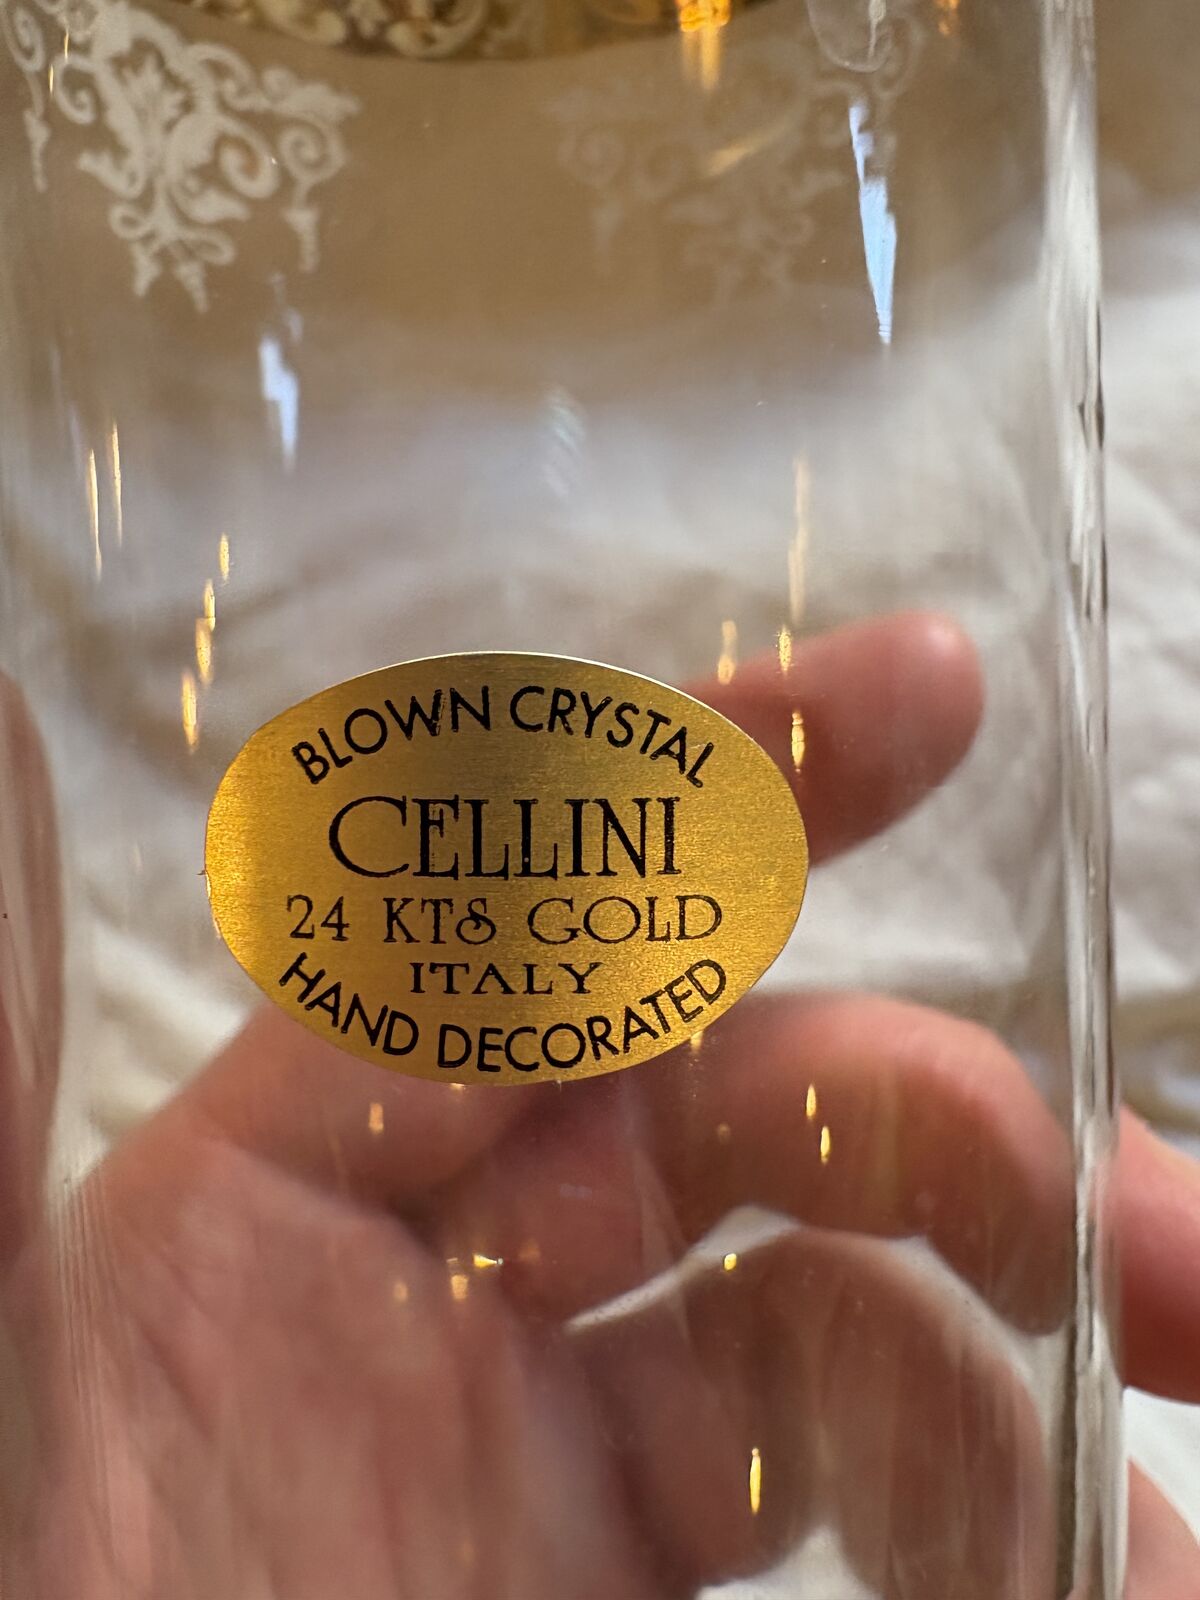 BLOWN CRYSTAL
CELLINI
24 KTS GOLD
ITALY
HAND DECORATED